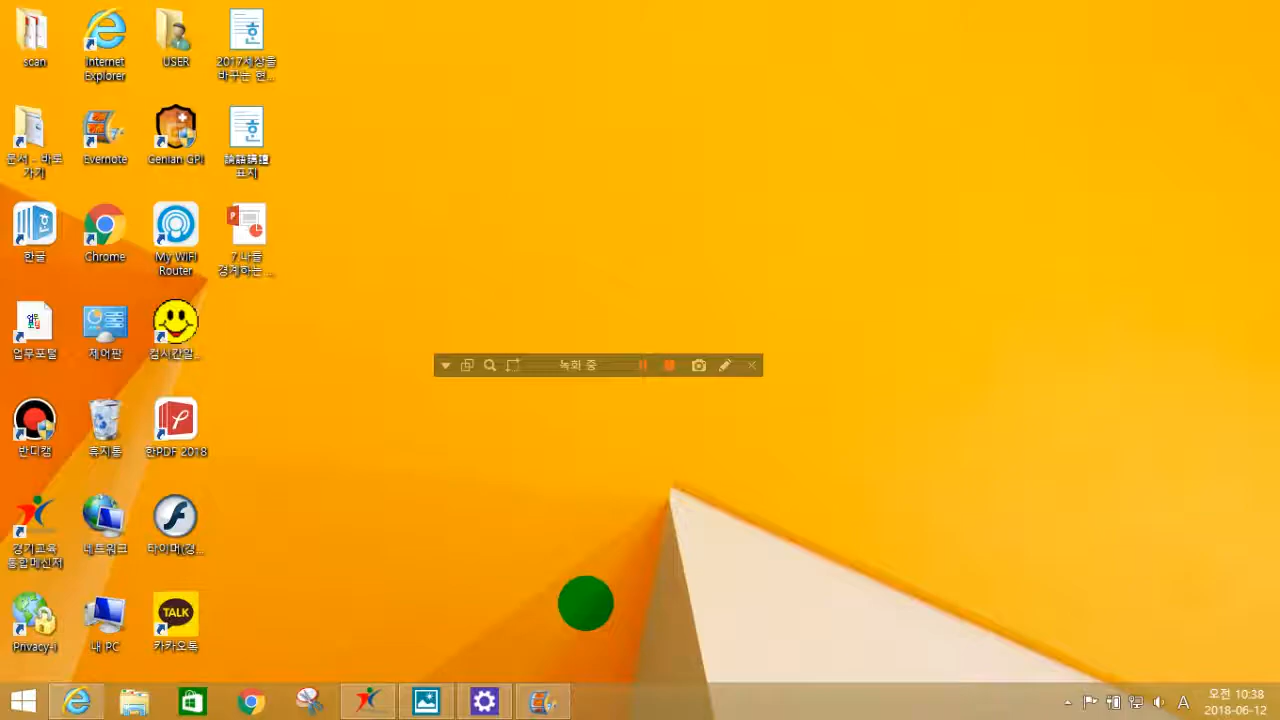 scan
Internet
Explorer
USER
2017세상을
바꾸는 현...
문서 - 바로
가기
Evernote
Genian GPI
論語講壇
표지
한글
Chrome
My WIFI
Router
7.나를
경계하는 ...
업무포털
제어판
컴시간알...
녹화 중
반디캠
휴지통
한PDF 2018
경기교육
통합메신저
네트워크
타이머(경...
Privacy-i
내 PC
TALK
카카오톡
A
오전 10:38
2018-06-12